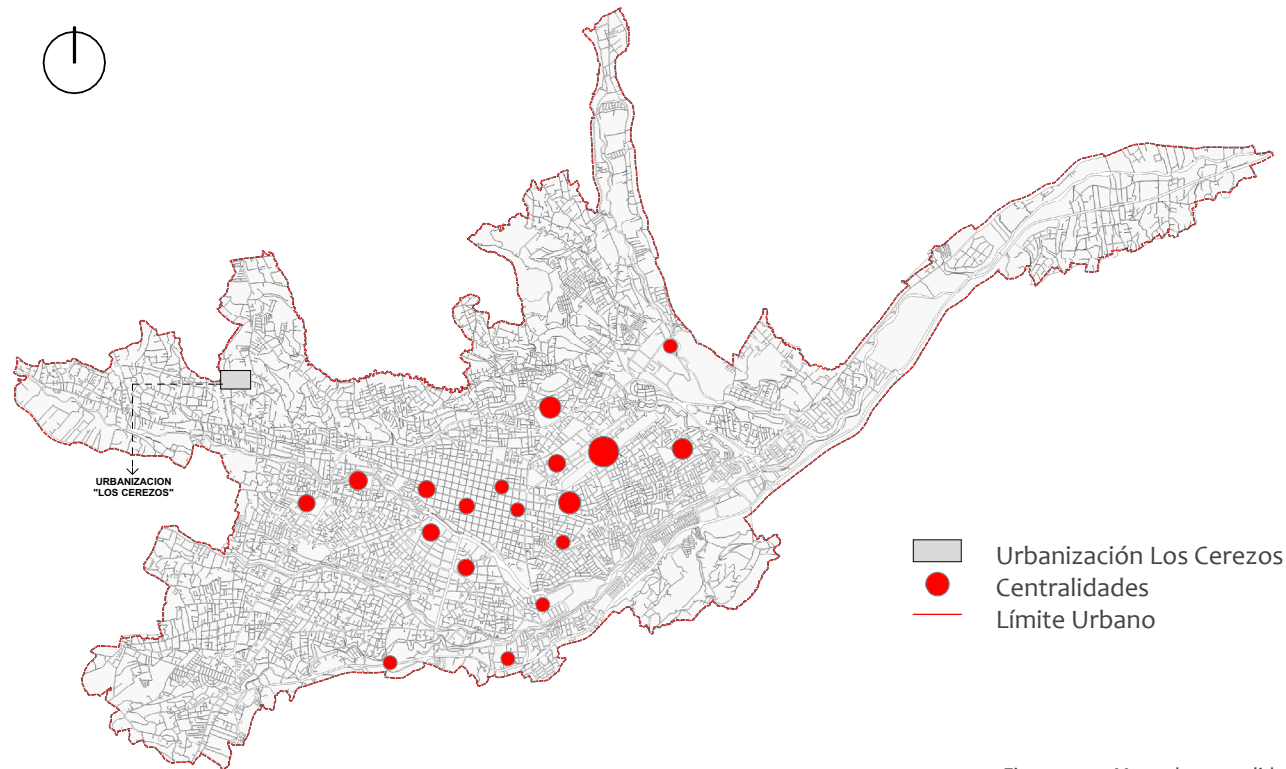 URBANIZACION
"LOS CEREZOS"
Urbanización Los Cerezos
Centralidades
Límite Urbano